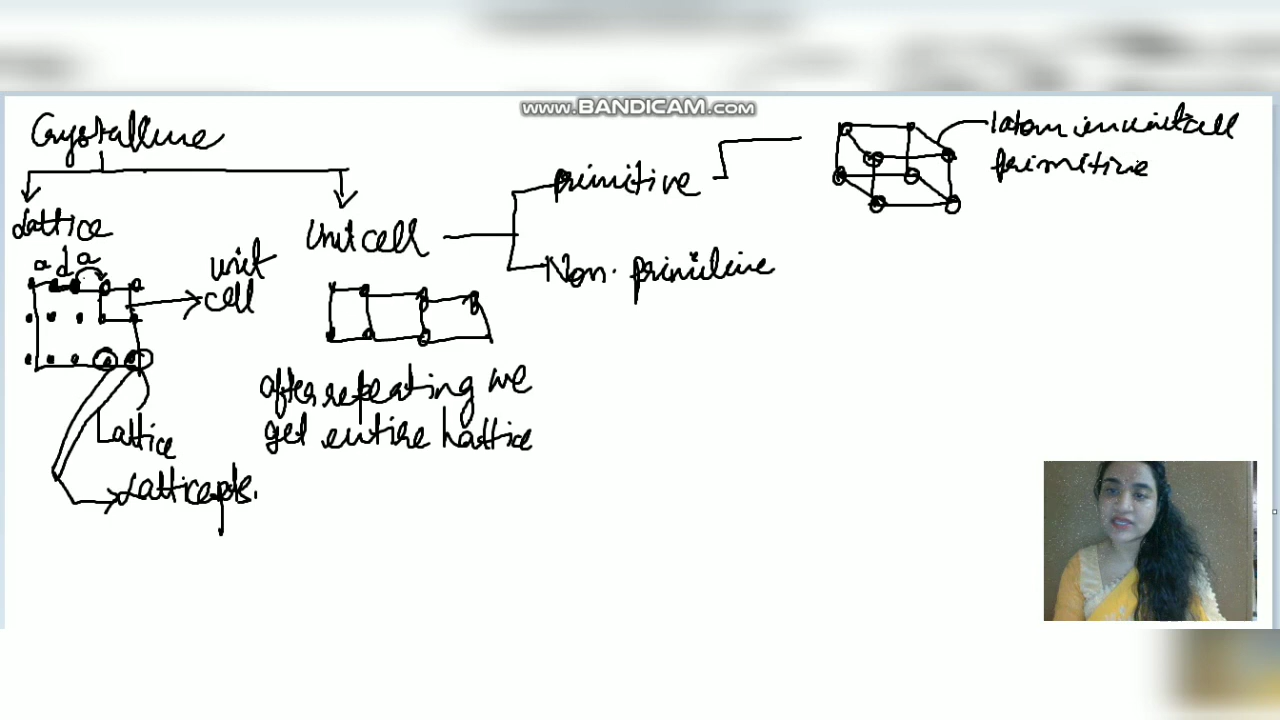 www.BANDICAM.com
Crystalline
Lattice
Unit cell
primitive
Non-primitive
1atom in unit cell
primitive
a d a
unit
cell
after repeating we
get entire Lattice
Lattice
Lattice pts.